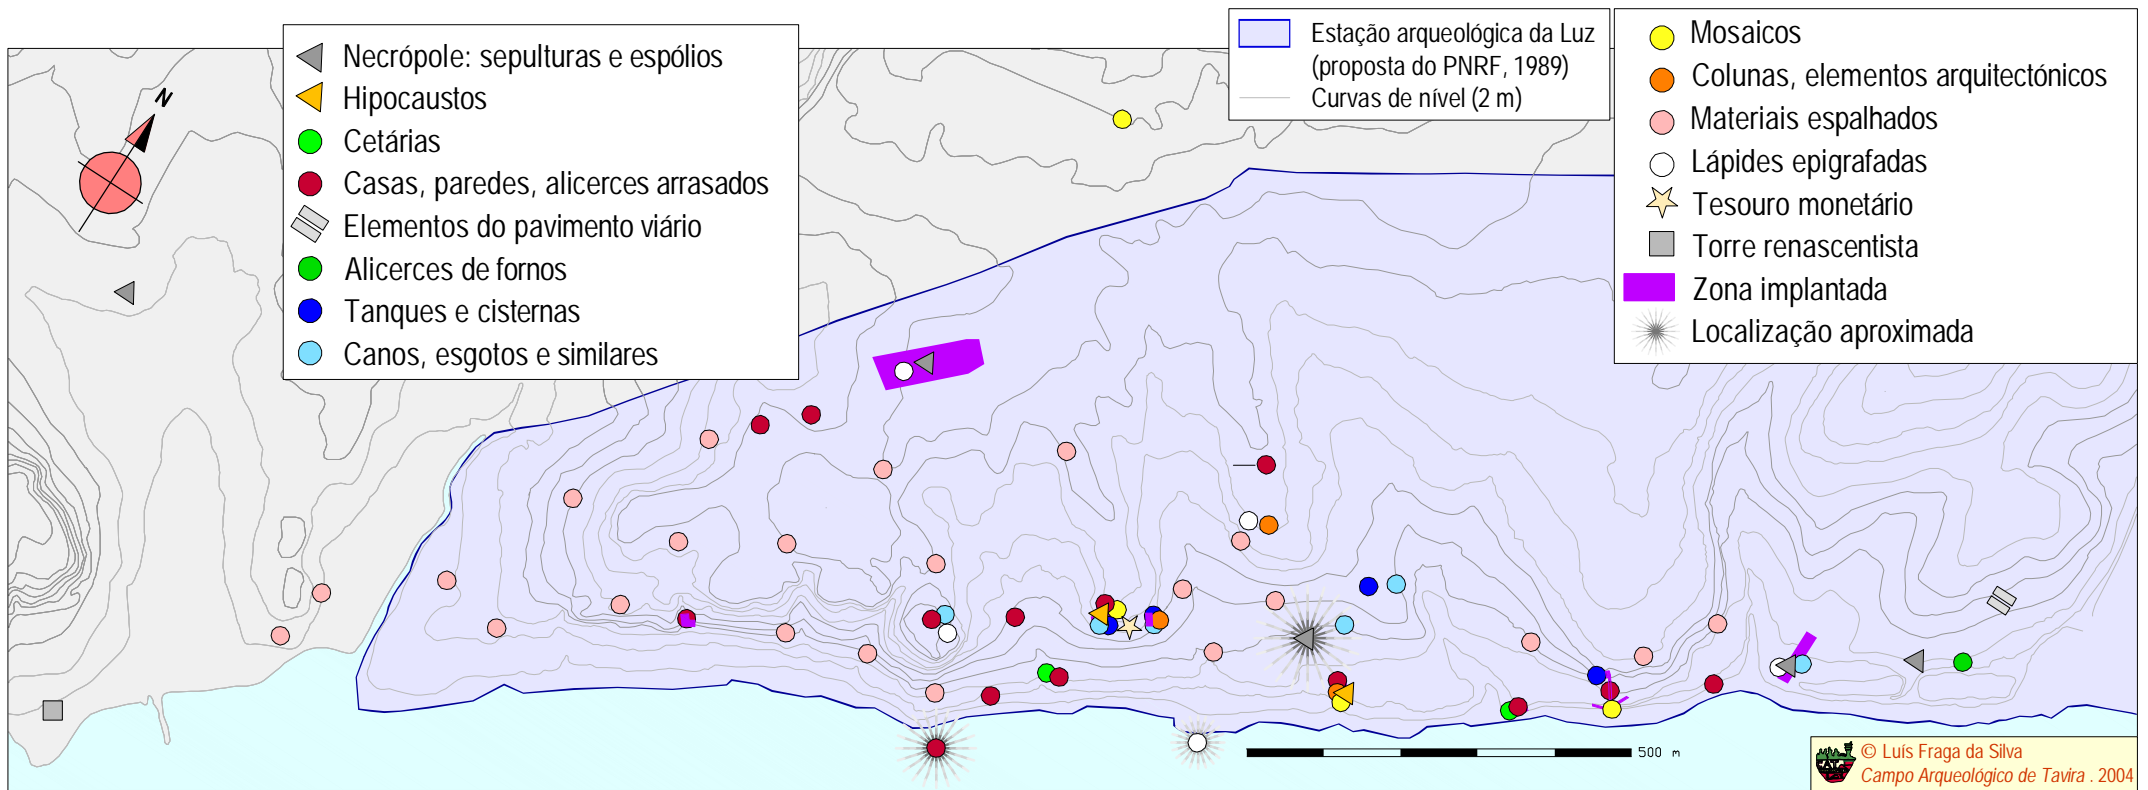 N
Necrópole: sepulturas e espólios
Hipocaustos
Cetárias
Casas, paredes, alicerces arrasados
Elementos do pavimento viário
Alicerces de fornos
Tanques e cisternas
Canos, esgotos e similares
Estação arqueológica da Luz
(proposta do PNRF, 1989)
Curvas de nível (2 m)
Mosaicos
Colunas, elementos arquitectónicos
Materiais espalhados
Lápides epigrafadas
Tesouro monetário
Torre renascentista
Zona implantada
Localização aproximada
500 m
© Luís Fraga da Silva
Campo Arqueológico de Tavira . 2004